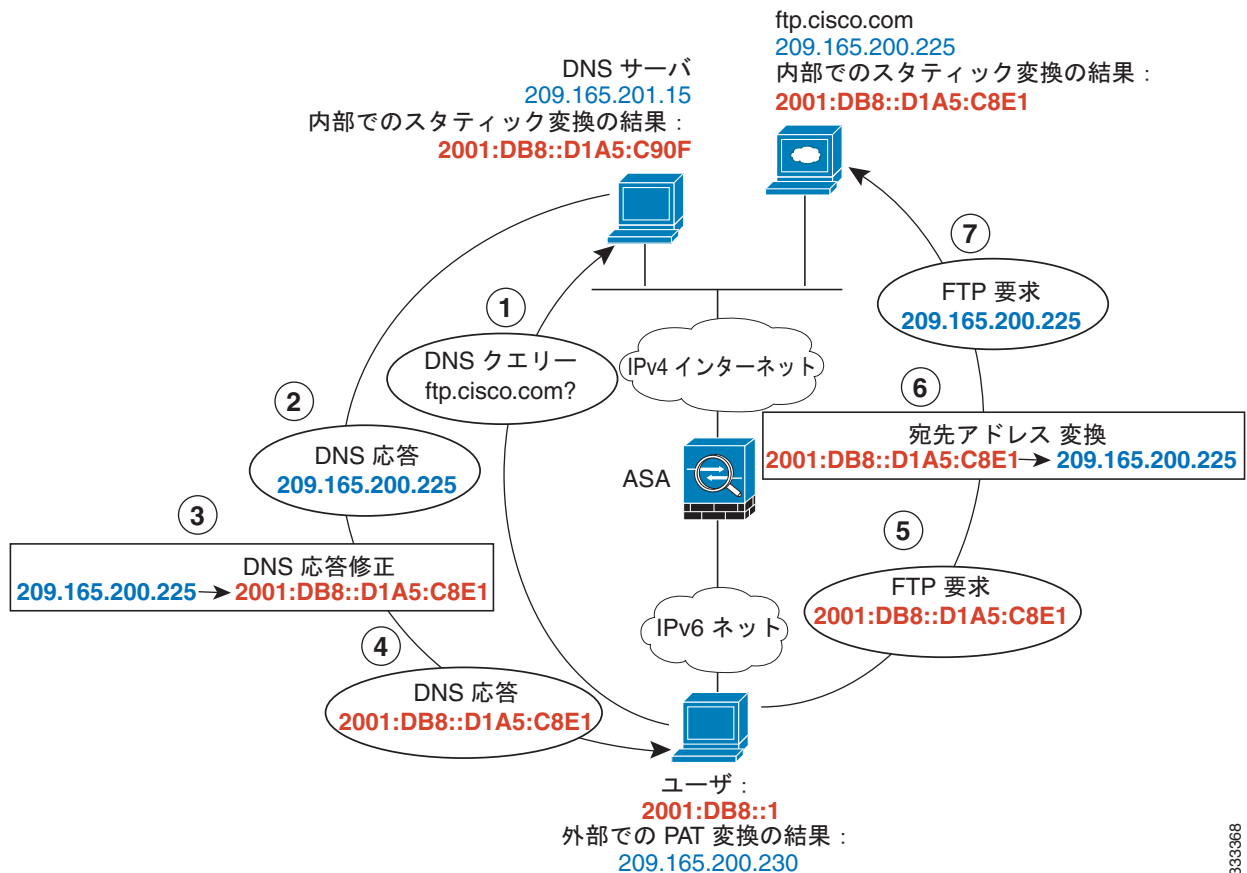 ftp.cisco.com
209.165.200.225
内部でのスタティック変換の結果：
2001:DB8::D1A5:C8E1
DNS サーバ
209.165.201.15
内部でのスタティック変換の結果：
2001:DB8::D1A5:C90F
1
DNS クエリー
ftp.cisco.com?
2
DNS 応答
209.165.200.225
3
DNS 応答修正
209.165.200.225 → 2001:DB8::D1A5:C8E1
4
DNS 応答
2001:DB8::D1A5:C8E1
IPv4 インターネット
ASA
IPv6 ネット
7
FTP 要求
209.165.200.225
6
宛先アドレス 変換
2001:DB8::D1A5:C8E1 → 209.165.200.225
5
FTP 要求
2001:DB8::D1A5:C8E1
ユーザ：
2001:DB8::1
外部での PAT 変換の結果：
209.165.200.230
333368